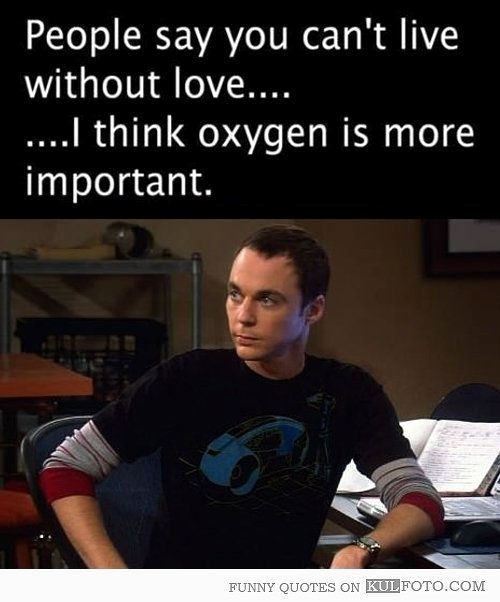 People say you can't live
without love....
....I think oxygen is more
important.
FUNNY QUOTES ON KULFOTO.COM